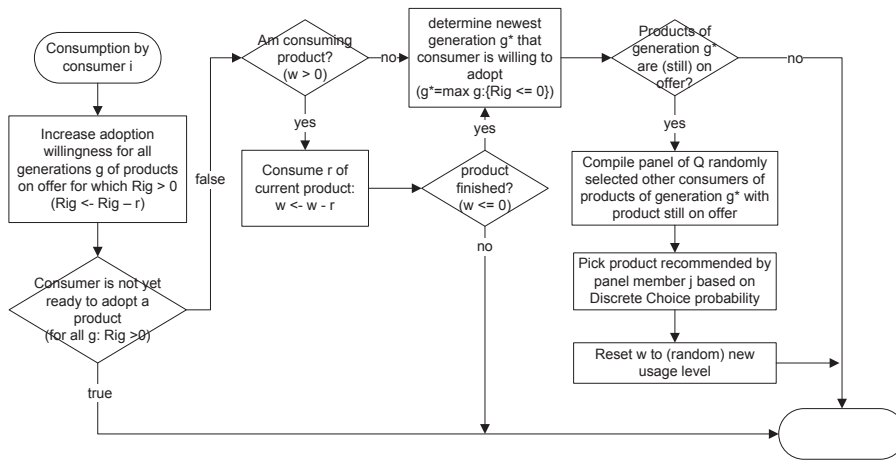 Consumption by
consumer i
Increase adoption
willingness for all
generations g of products
on offer for which Rig > 0
(Rig <- Rig – r)
Consumer is not yet
ready to adopt a
product
(for all g: Rig >0)
true
false
Am consuming
product?
(w > 0)
no
yes
Consume r of
current product:
w <- w - r
product
finished?
(w <= 0)
yes
no
determine newest
generation g* that
consumer is willing to
adopt
(g*=max g:{Rig <= 0})
Products of
generation g*
are (still) on
offer?
no
yes
Compile panel of Q randomly
selected other consumers of
products of generation g* with
product still on offer
Pick product recommended by
panel member j based on
Discrete Choice probability
Reset w to (random) new
usage level